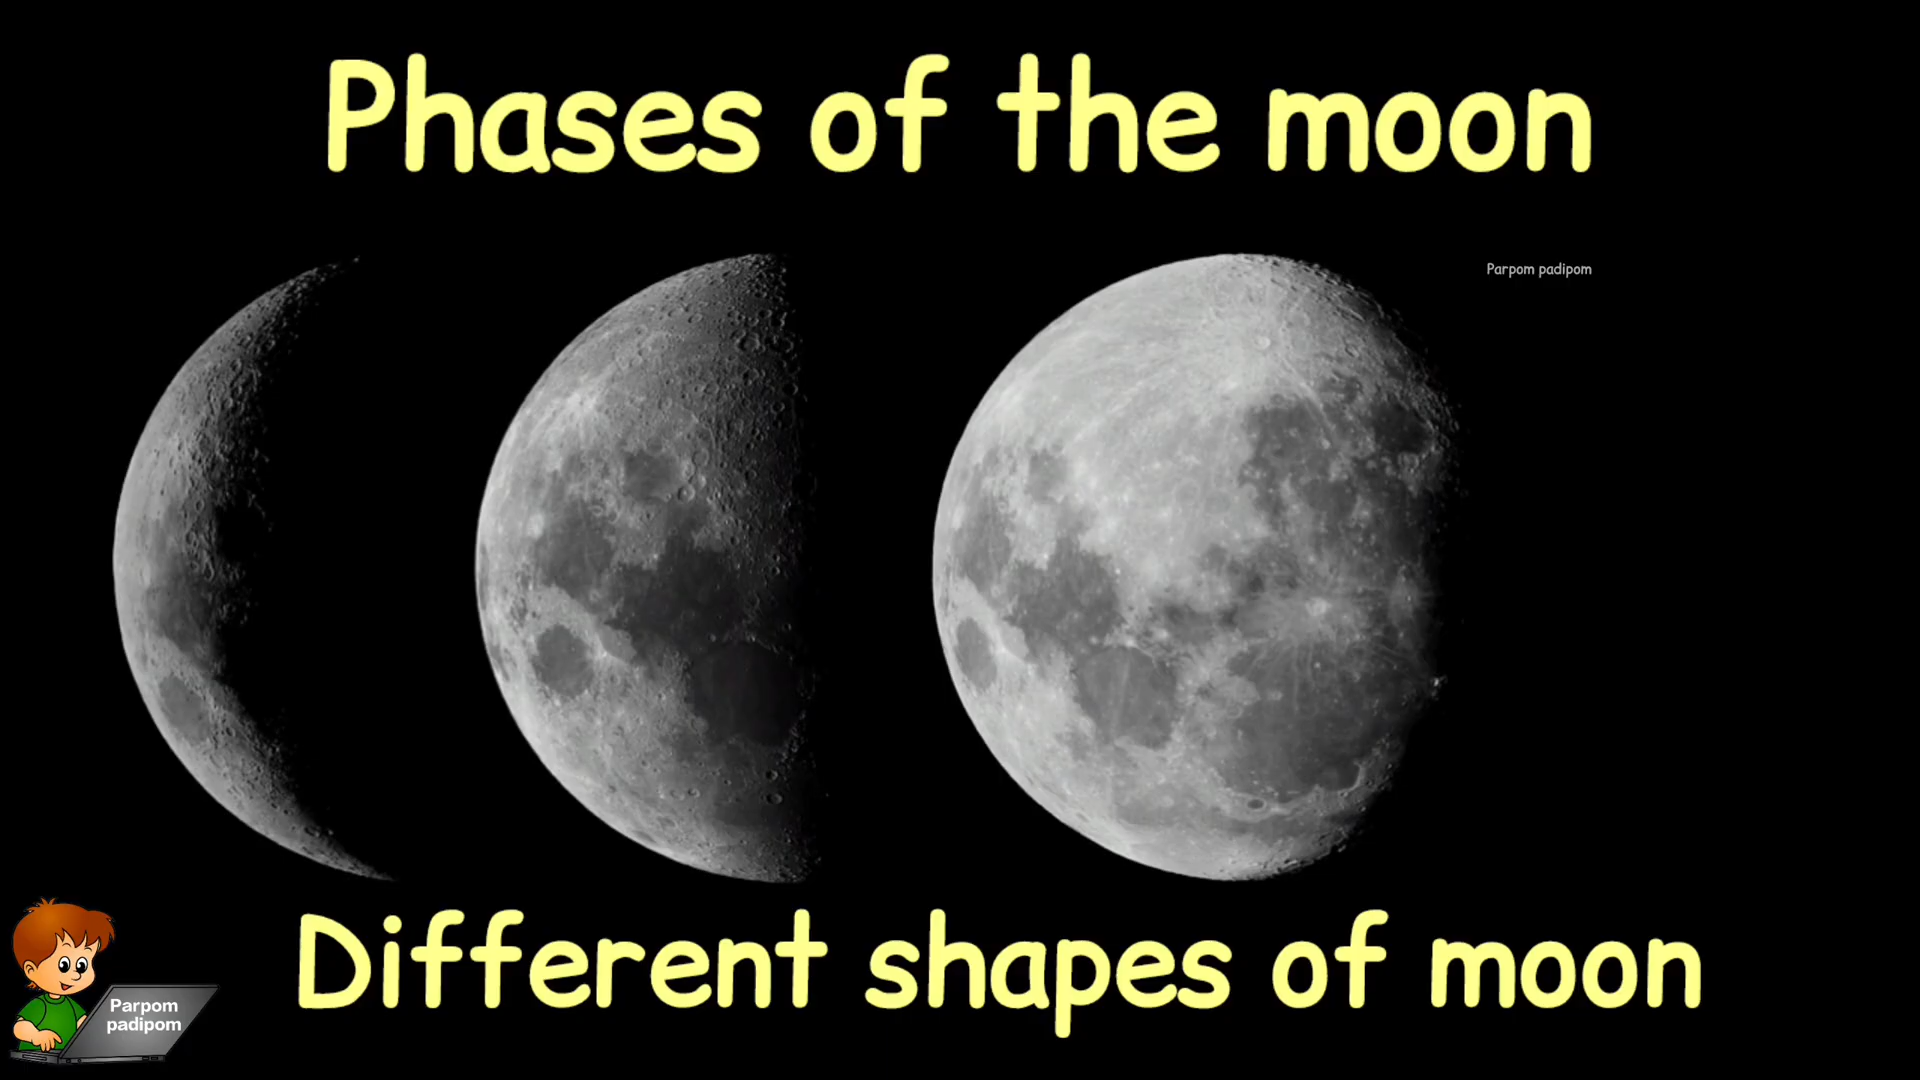 Phases of the moon
Parpom padipom
Different shapes of moon
Parpom
padipom